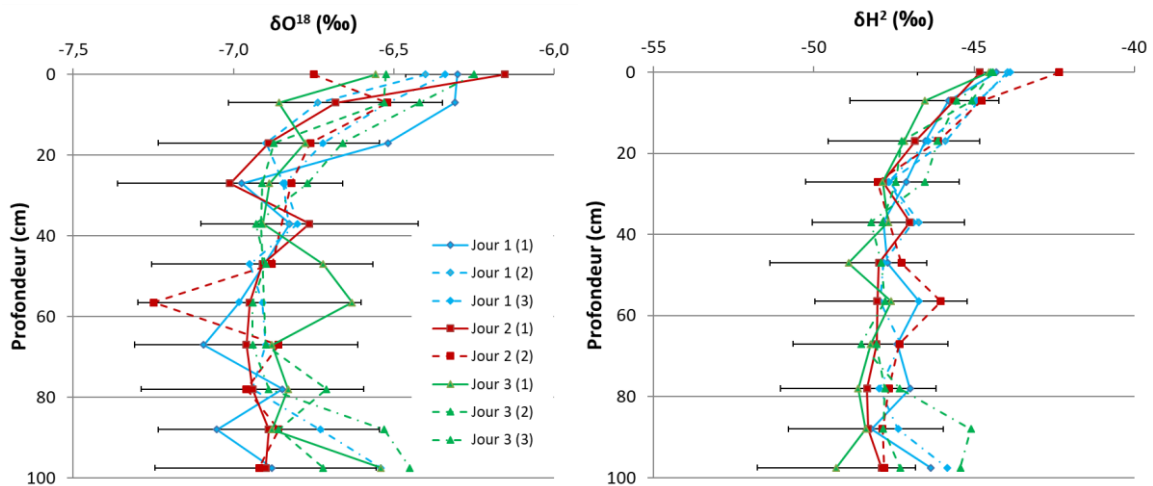 δO¹⁸ (‰)
-7,5 -7,0 -6,5 -6,0
0
20
40
60
80
100
Profondeur (cm)
Jour 1 (1)
Jour 1 (2)
Jour 1 (3)
Jour 2 (1)
Jour 2 (2)
Jour 3 (1)
Jour 3 (2)
Jour 3 (3)
δH² (‰)
-55 -50 -45 -40
0
20
40
60
80
100
Profondeur (cm)